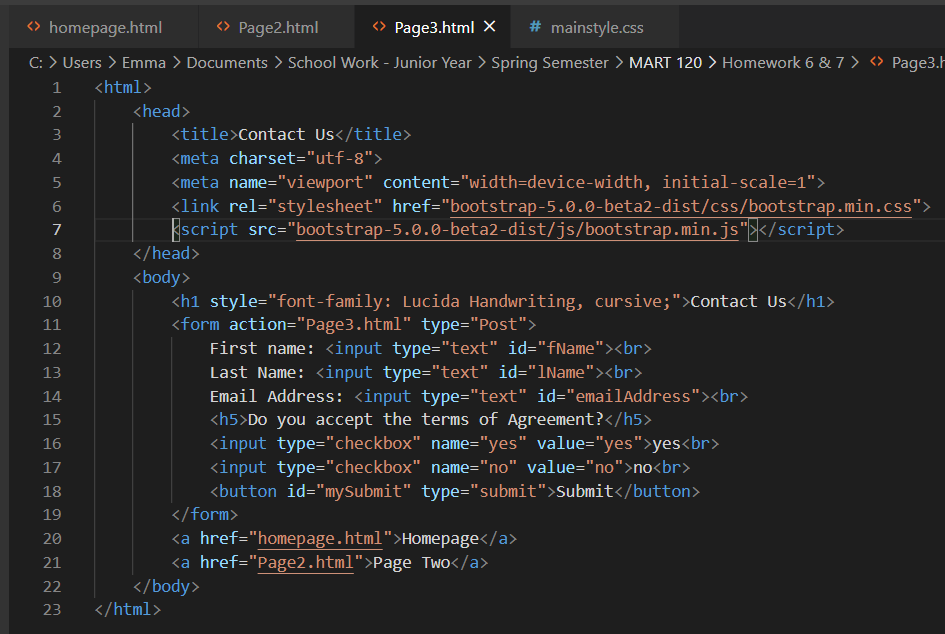 <> homepage.html <> Page2.html <> Page3.html × # mainstyle.css
C: > Users > Emma > Documents > School Work - Junior Year > Spring Semester > MART 120 > Homework 6 & 7 > <> Page3.h
1 <html>
2 <head>
3 <title>Contact Us</title>
4 <meta charset="utf-8">
5 <meta name="viewport" content="width=device-width, initial-scale=1">
6 <link rel="stylesheet" href="bootstrap-5.0.0-beta2-dist/css/bootstrap.min.css">
7 <script src="bootstrap-5.0.0-beta2-dist/js/bootstrap.min.js"></script>
8 </head>
9 <body>
10 <h1 style="font-family: Lucida Handwriting, cursive;">Contact Us</h1>
11 <form action="Page3.html" type="Post">
12 First name: <input type="text" id="fName"><br>
13 Last Name: <input type="text" id="lName"><br>
14 Email Address: <input type="text" id="emailAddress"><br>
15 <h5>Do you accept the terms of Agreement?</h5>
16 <input type="checkbox" name="yes" value="yes">yes<br>
17 <input type="checkbox" name="no" value="no">no<br>
18 <button id="mySubmit" type="submit">Submit</button>
19 </form>
20 <a href="homepage.html">Homepage</a>
21 <a href="Page2.html">Page Two</a>
22 </body>
23 </html>